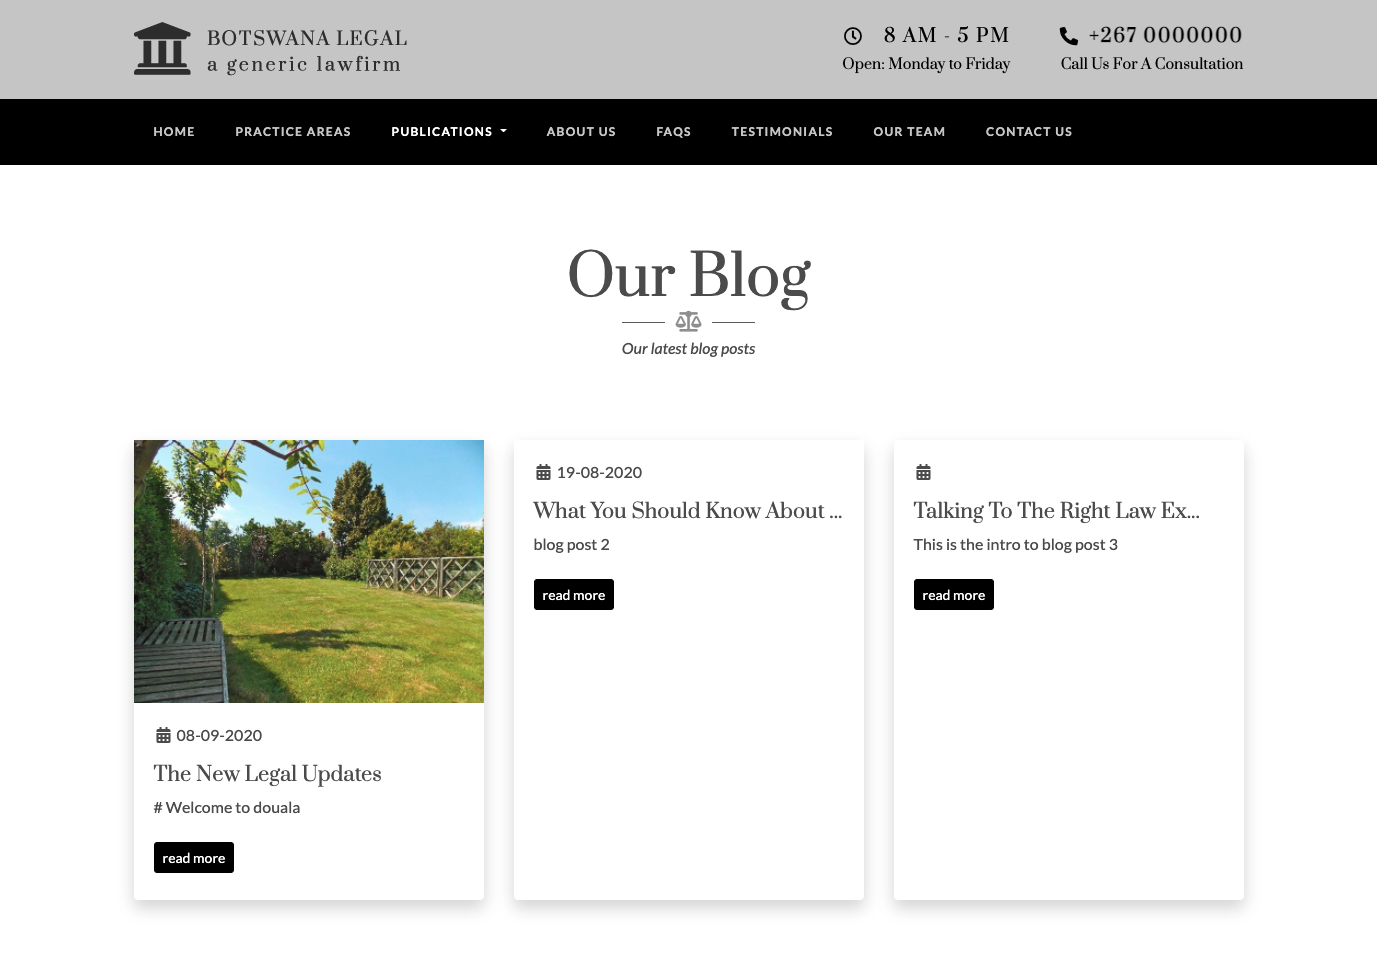 BOTSWANA LEGAL
a generic lawfirm
8 AM - 5 PM
Open: Monday to Friday
+267 0000000
Call Us For A Consultation
HOME PRACTICE AREAS PUBLICATIONS ABOUT US FAQS TESTIMONIALS OUR TEAM CONTACT US
Our Blog
Our latest blog posts
08-09-2020
The New Legal Updates
# Welcome to douala
read more
19-08-2020
What You Should Know About ...
blog post 2
read more
Talking To The Right Law Ex...
This is the intro to blog post 3
read more